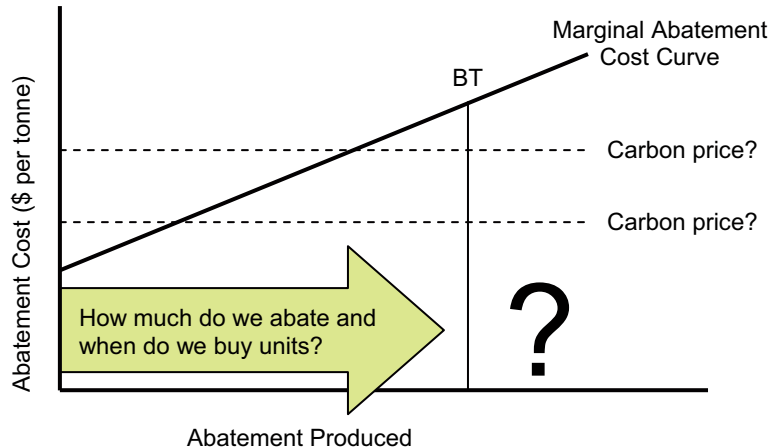 Marginal Abatement
Cost Curve
BT
Carbon price?
Carbon price?
Abatement Cost ($ per tonne)
How much do we abate and
when do we buy units?
?
Abatement Produced